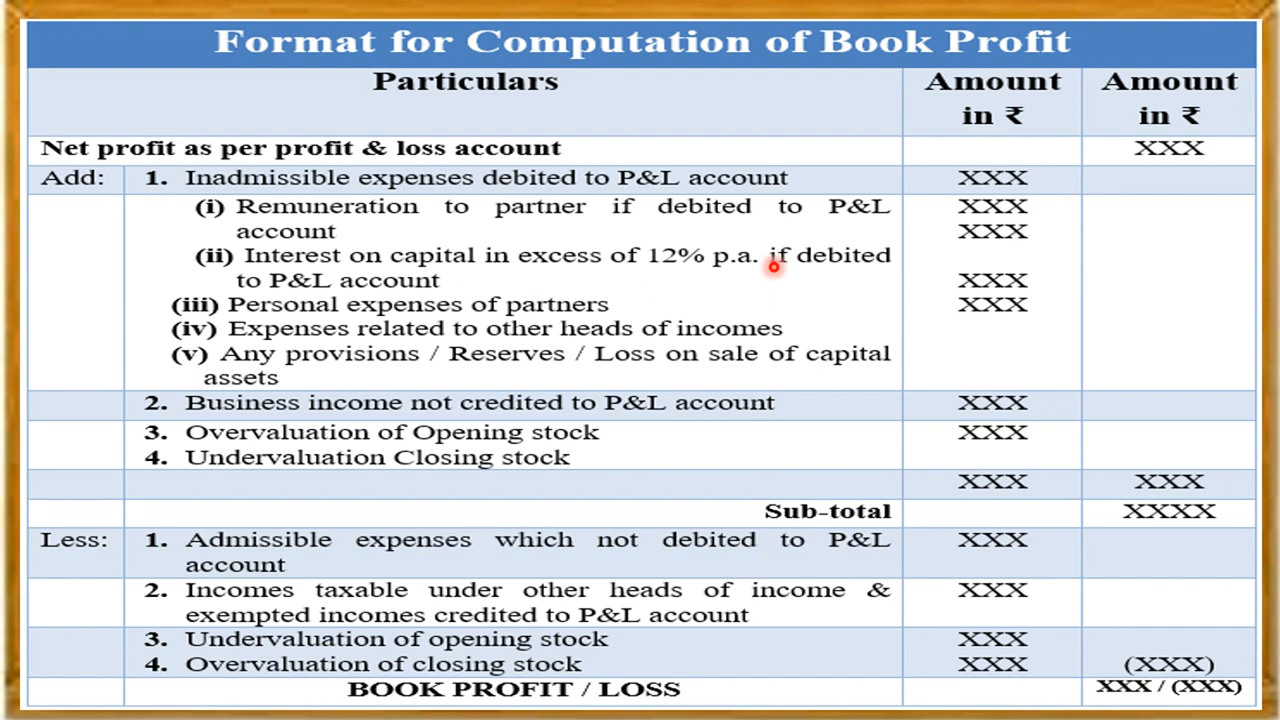 Format for Computation of Book Profit
Particulars Amount in ₹ Amount in ₹
Net profit as per profit & loss account XXX
Add: 1. Inadmissible expenses debited to P&L account XXX
(i) Remuneration to partner if debited to P&L XXX
account XXX
(ii) Interest on capital in excess of 12% p.a. if debited
to P&L account XXX
(iii) Personal expenses of partners XXX
(iv) Expenses related to other heads of incomes
(v) Any provisions / Reserves / Loss on sale of capital
assets
2. Business income not credited to P&L account XXX
3. Overvaluation of Opening stock XXX
4. Undervaluation Closing stock
XXX XXX
Sub-total XXXX
Less: 1. Admissible expenses which not debited to P&L XXX
account
2. Incomes taxable under other heads of income & XXX
exempted incomes credited to P&L account
3. Undervaluation of opening stock XXX
4. Overvaluation of closing stock XXX (XXX)
BOOK PROFIT / LOSS XXX / (XXX)